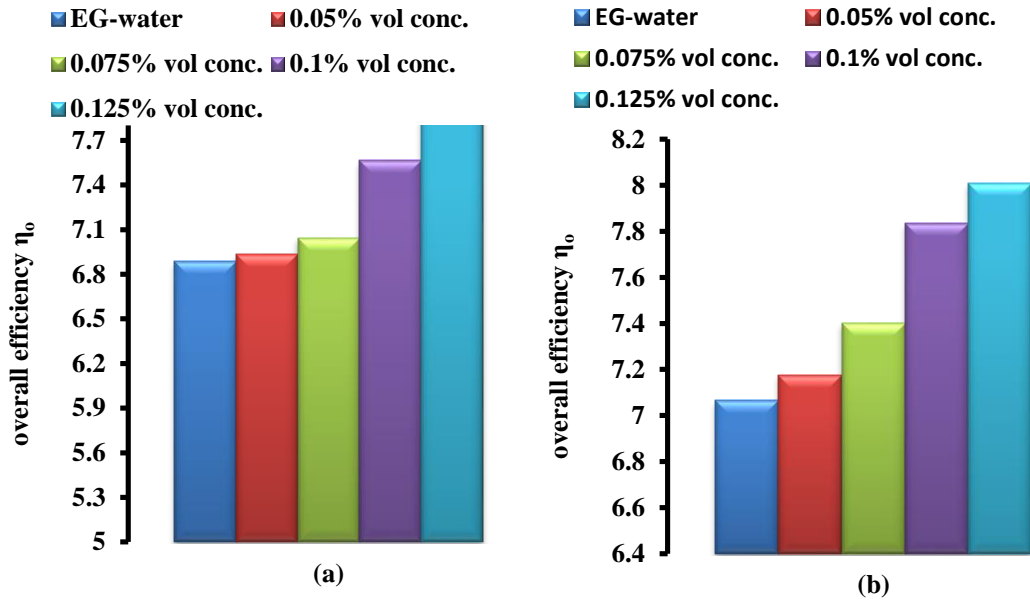 EG-water 0.05% vol conc.
0.075% vol conc. 0.1% vol conc.
0.125% vol conc.
7.7
7.4
7.1
6.8
6.5
6.2
5.9
5.6
5.3
5
overall efficiency ηₒ
(a)
EG-water 0.05% vol conc.
0.075% vol conc. 0.1% vol conc.
0.125% vol conc.
8.2
8
7.8
7.6
7.4
7.2
7
6.8
6.6
6.4
overall efficiency ηₒ
(b)